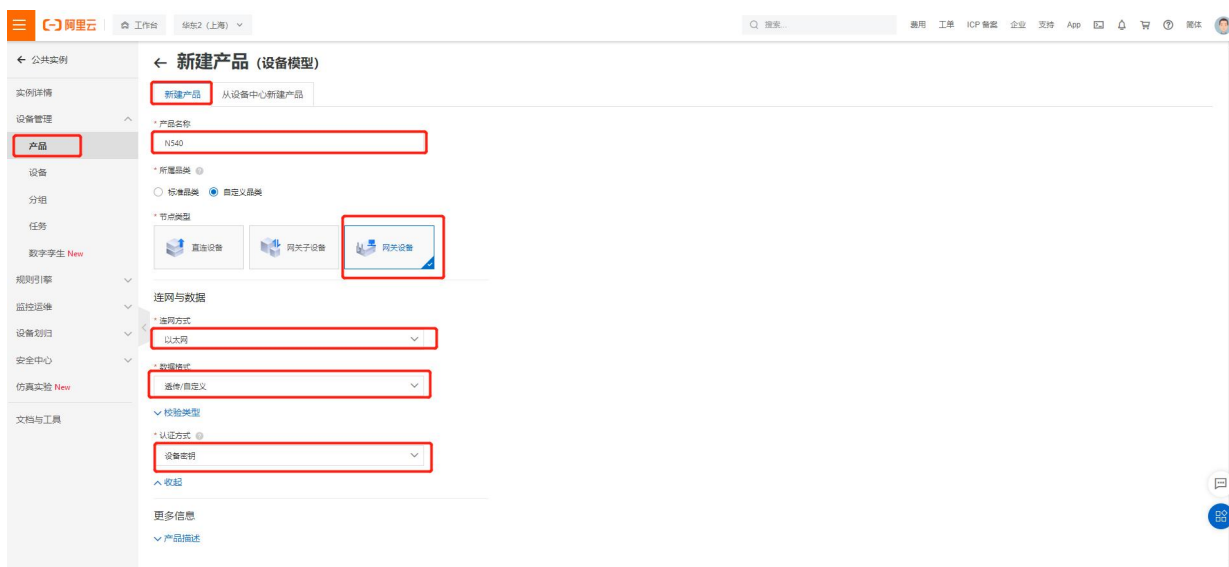 阿里云 工作台 华东2（上海） 搜索... 费用 工单 ICP 备案 企业 支持 App 简体
公共实例
新建产品（设备模型）
实例详情
新建产品 从设备中心新建产品
设备管理
* 产品名称
产品
N540
设备
* 所属品类
分组
标准品类 自定义品类
任务
* 节点类型
数字孪生 New
直连设备 网关子设备 网关设备
规则引擎
监控运维
连网与数据
* 连网方式
设备划归
以太网
安全中心
* 数据格式
仿真实验 New
透传/自定义
文档与工具
校验类型
* 认证方式
设备密钥
收起
更多信息
产品描述